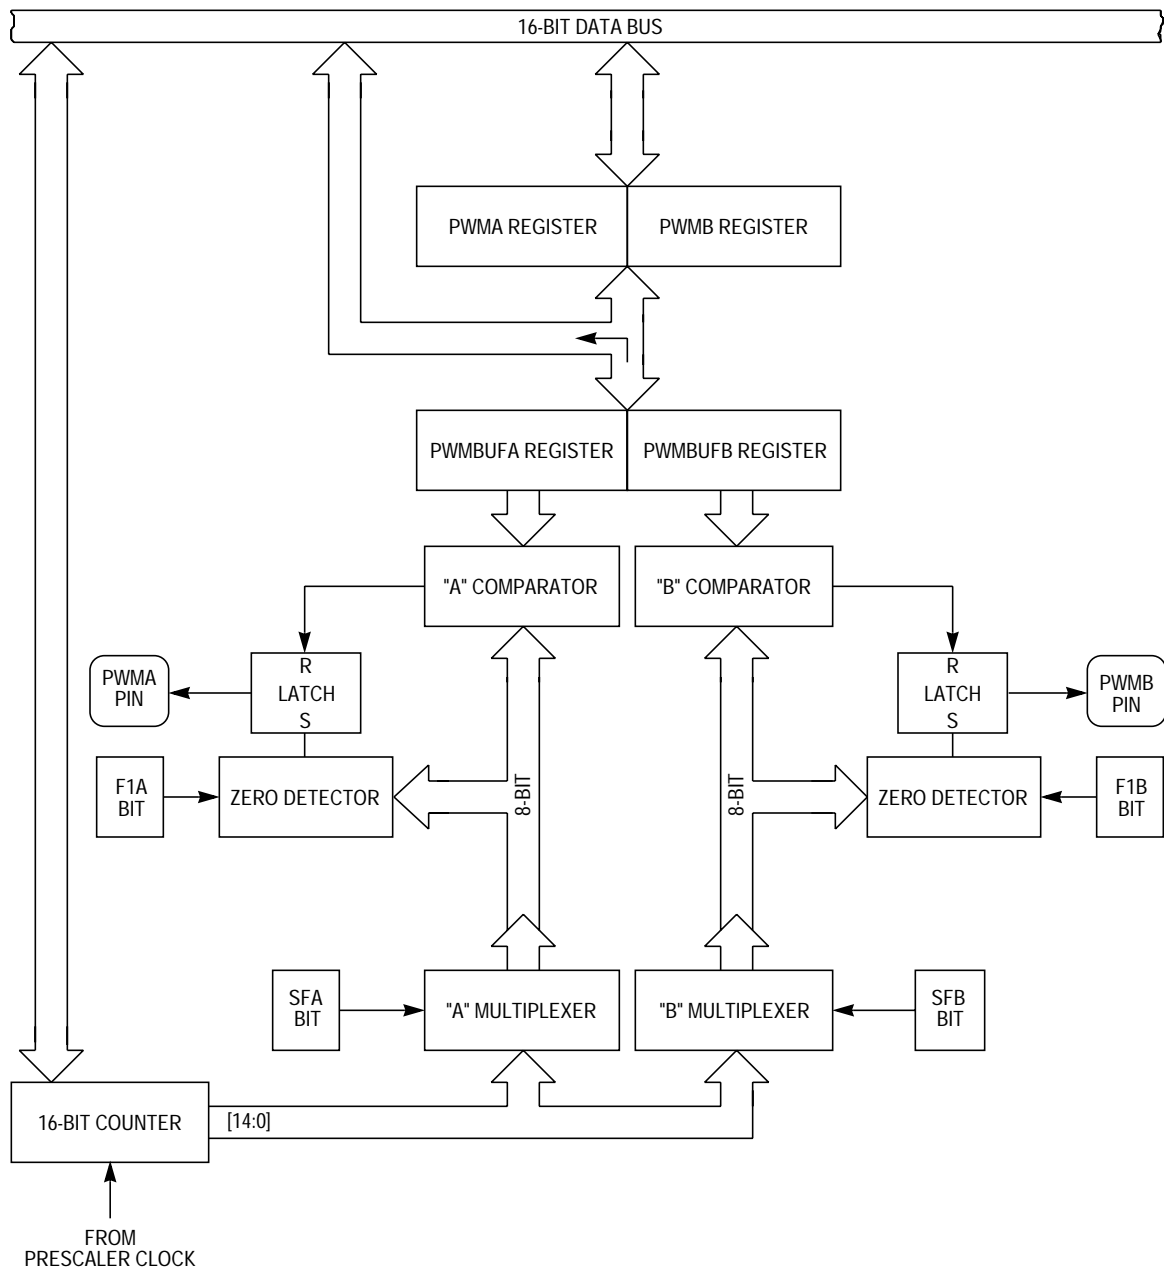 16-BIT DATA BUS
PWMA REGISTER
PWMB REGISTER
PWMBUFA REGISTER
PWMBUFB REGISTER
"A" COMPARATOR
"B" COMPARATOR
PWMA
PIN
R
LATCH
S
R
LATCH
S
PWMB
PIN
F1A
BIT
ZERO DETECTOR
8-BIT
8-BIT
ZERO DETECTOR
F1B
BIT
SFA
BIT
"A" MULTIPLEXER
"B" MULTIPLEXER
SFB
BIT
16-BIT COUNTER
[14:0]
FROM
PRESCALER CLOCK